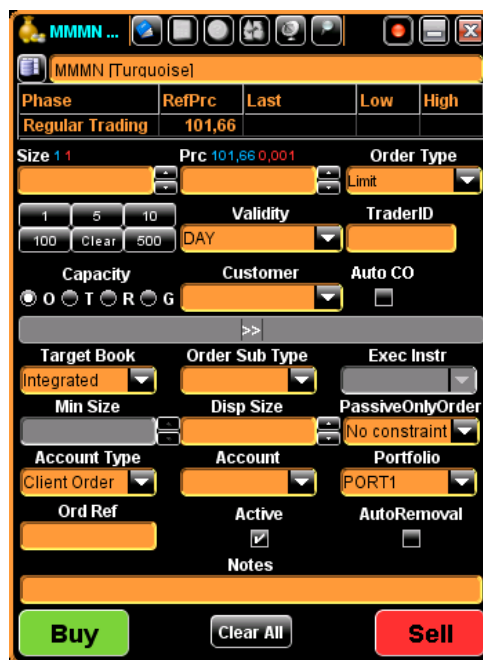 MMMN ...
MMMN [Turquoise]
Phase RefPrc Last Low High
Regular Trading 101,66
Size 1 1 Prc 101,66 0,001 Order Type
Limit
1 5 10 Validity TraderID
100 Clear 500 DAY
Capacity Customer Auto CO
O T R G
>>
Target Book Order Sub Type Exec Instr
Integrated
Min Size Disp Size PassiveOnlyOrder
No constraint
Account Type Account Portfolio
Client Order PORT1
Ord Ref Active AutoRemoval
Notes
Buy Clear All Sell